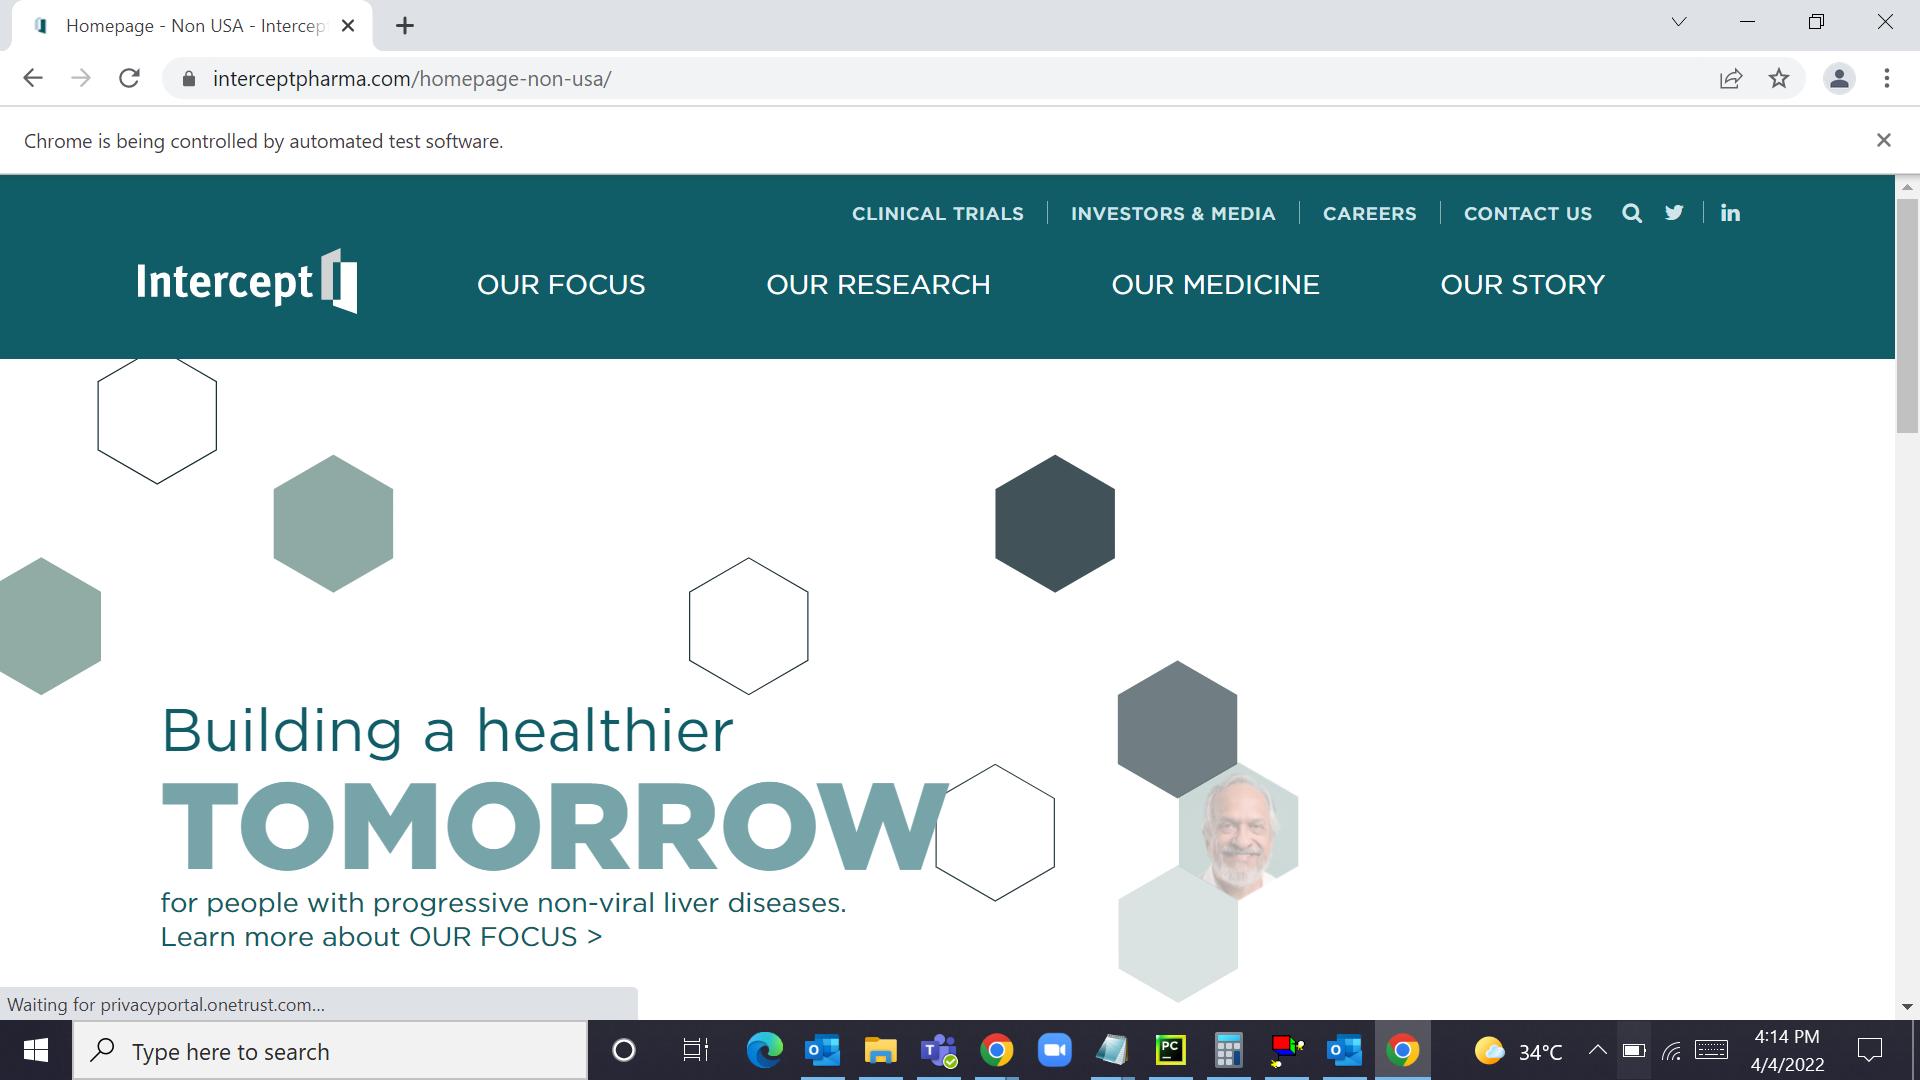 Homepage - Non USA - Intercep
interceptpharma.com/homepage-non-usa/
Chrome is being controlled by automated test software.
CLINICAL TRIALS
INVESTORS & MEDIA
CAREERS
CONTACT US
in
Intercept
OUR FOCUS
OUR RESEARCH
OUR MEDICINE
OUR STORY
Building a healthier
TOMORROW
for people with progressive non-viral liver diseases.
Learn more about OUR FOCUS >
Waiting for privacyportal.onetrust.com...
Type here to search
PC
34°C
4:14 PM
4/4/2022